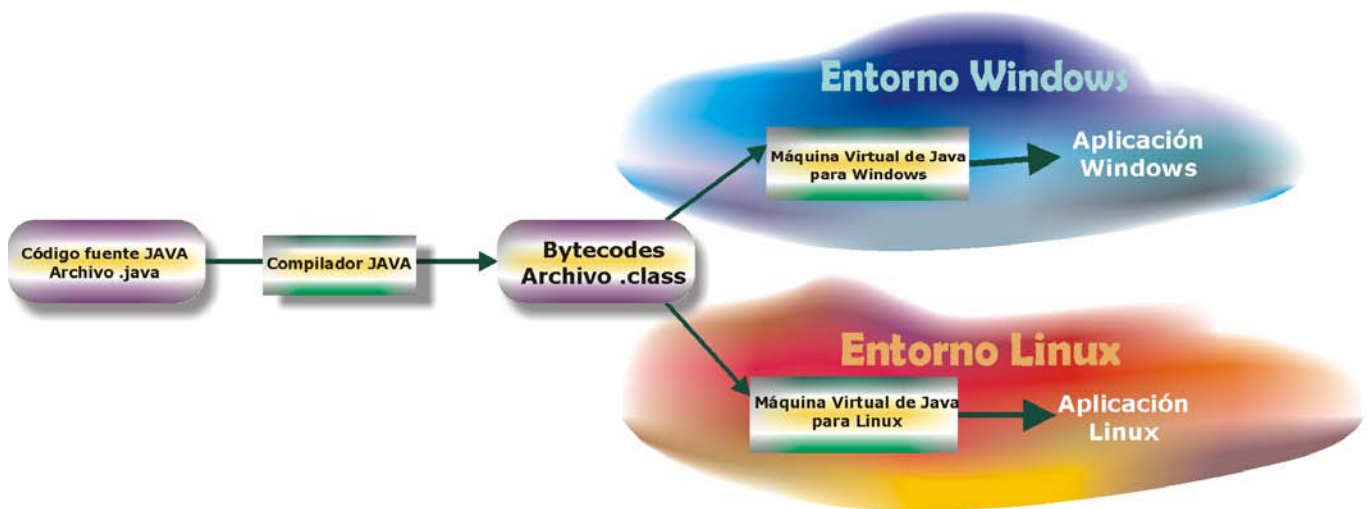 Código fuente JAVA
Archivo .java
Compilador JAVA
Bytecodes
Archivo .class
Entorno Windows
Máquina Virtual de Java
para Windows
Aplicación
Windows
Entorno Linux
Máquina Virtual de Java
para Linux
Aplicación
Linux